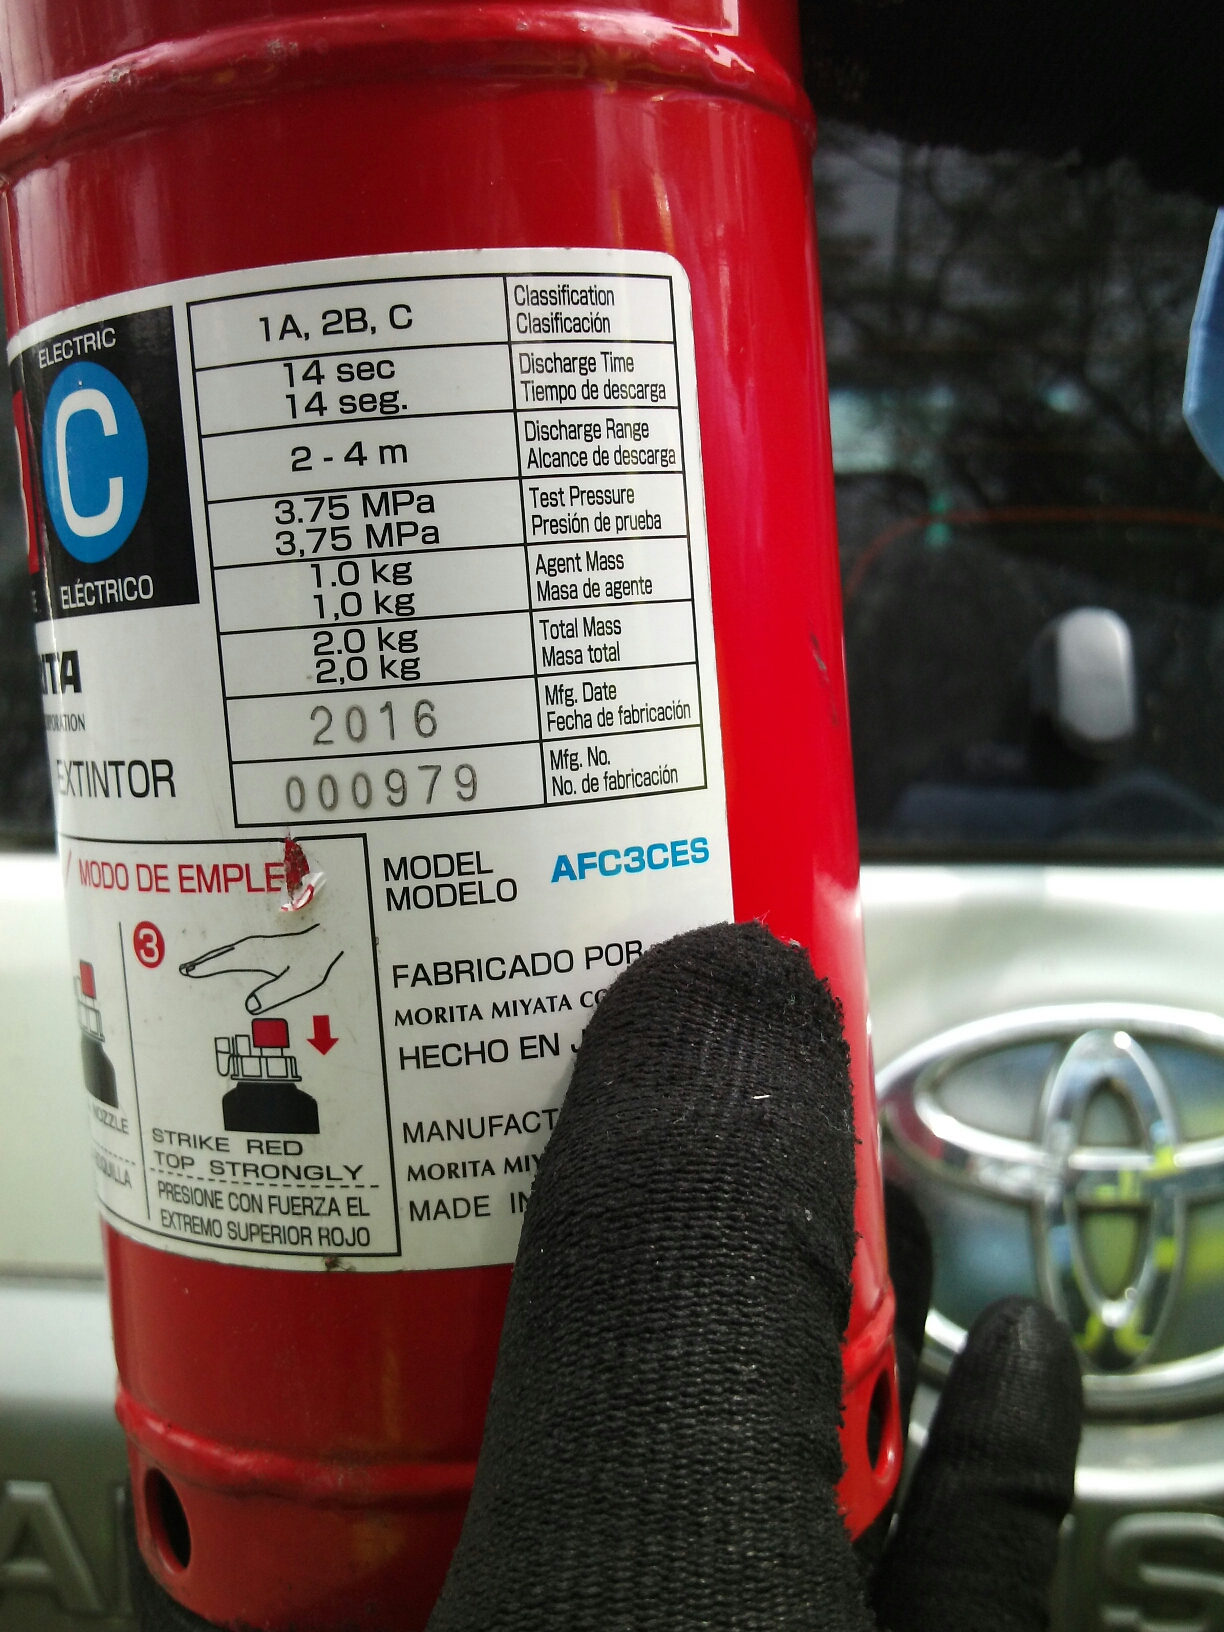 ELECTRIC
C
ELÉCTRICO
1A, 2B, C
Classification
Clasificación
14 sec
14 seg.
Discharge Time
Tiempo de descarga
2 - 4 m
Discharge Range
Alcance de descarga
3.75 MPa
3,75 MPa
Test Pressure
Presión de prueba
1.0 kg
1,0 kg
Agent Mass
Masa de agente
2.0 kg
2,0 kg
Total Mass
Masa total
2016
Mfg. Date
Fecha de fabricación
000979
Mfg. No.
No. de fabricación
EXTINTOR
MODO DE EMPLE
3
NOZZLE
STRIKE RED
TOP STRONGLY
PRESIONE CON FUERZA EL
EXTREMO SUPERIOR ROJO
MODEL
MODELO
AFC3CES
FABRICADO POR
MORITA MIYATA
HECHO EN
MANUFACT
MORITA
MADE IN